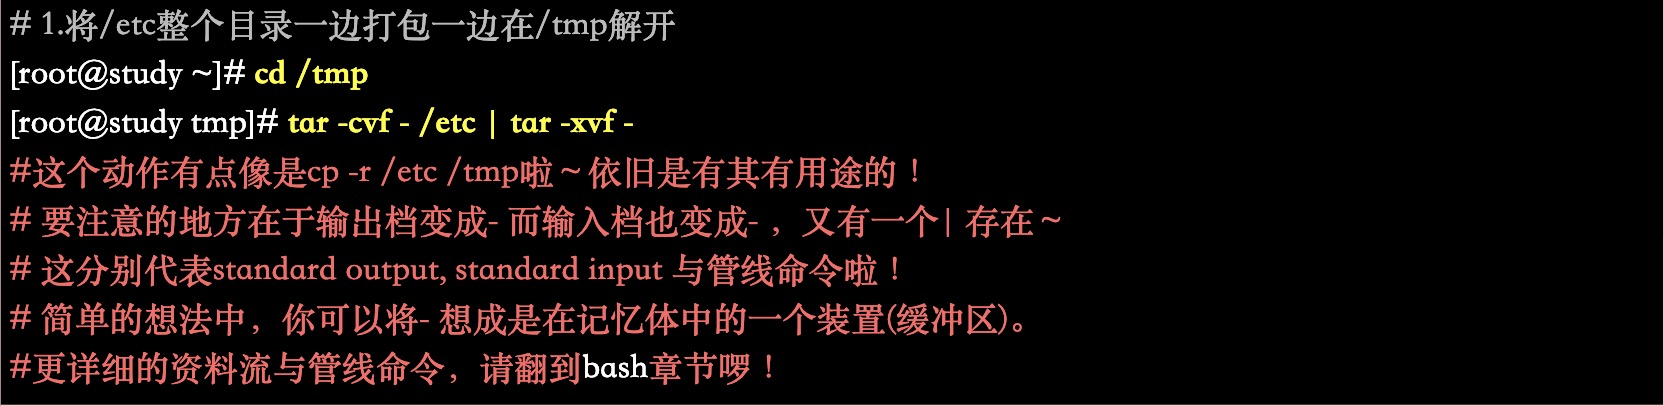 # 1.将/etc整个目录一边打包一边在/tmp解开
[root@study ~]# cd /tmp
[root@study tmp]# tar -cvf - /etc | tar -xvf -
#这个动作有点像是cp -r /etc /tmp啦～依旧是有其有用途的！
# 要注意的地方在于输出档变成- 而输入档也变成- ，又有一个| 存在～
# 这分别代表standard output, standard input 与管线命令啦！
# 简单的想法中，你可以将- 想成是在记忆体中的一个装置(缓冲区)。
#更详细的资料流与管线命令，请翻到bash章节啰！